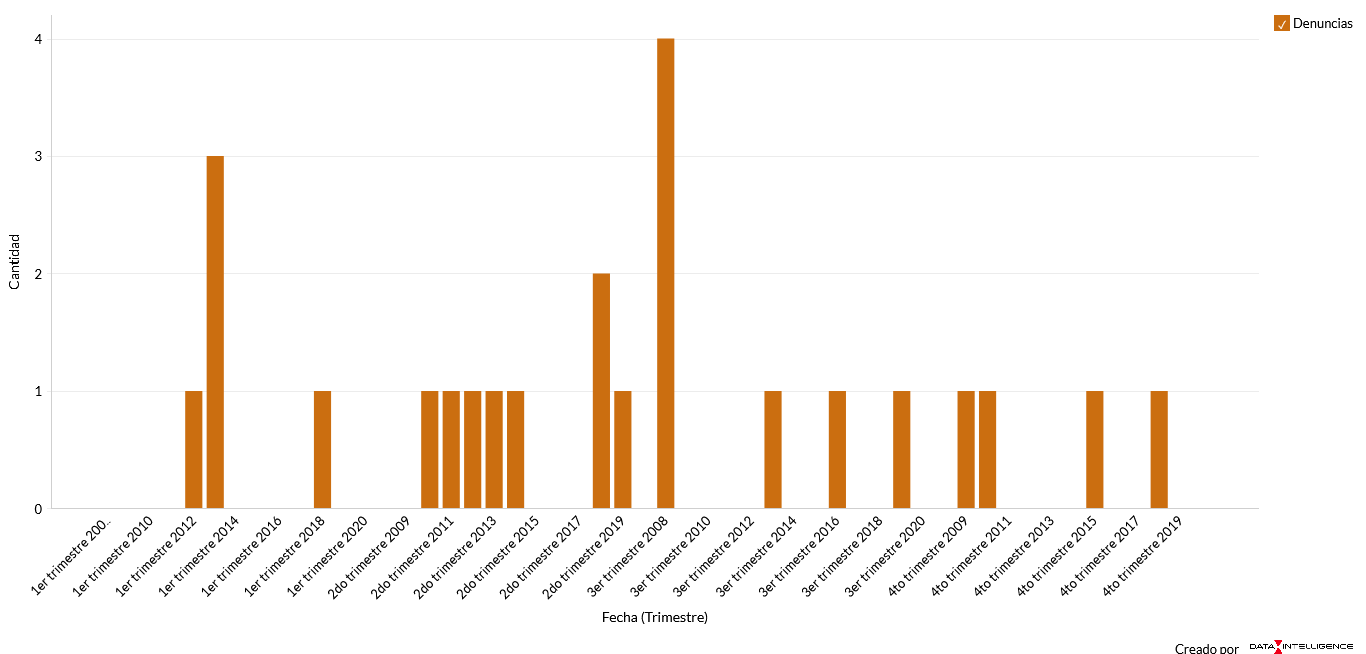 Denuncias
Cantidad
4
3
2
1
0
1er trimestre 200..
1er trimestre 2010
1er trimestre 2012
1er trimestre 2014
1er trimestre 2016
1er trimestre 2018
1er trimestre 2020
2do trimestre 2009
2do trimestre 2011
2do trimestre 2013
2do trimestre 2015
2do trimestre 2017
2do trimestre 2019
3er trimestre 2008
3er trimestre 2010
3er trimestre 2012
3er trimestre 2014
3er trimestre 2016
3er trimestre 2018
3er trimestre 2020
4to trimestre 2009
4to trimestre 2011
4to trimestre 2013
4to trimestre 2015
4to trimestre 2017
4to trimestre 2019
Fecha (Trimestre)
Creado por DATA INTELLIGENCE